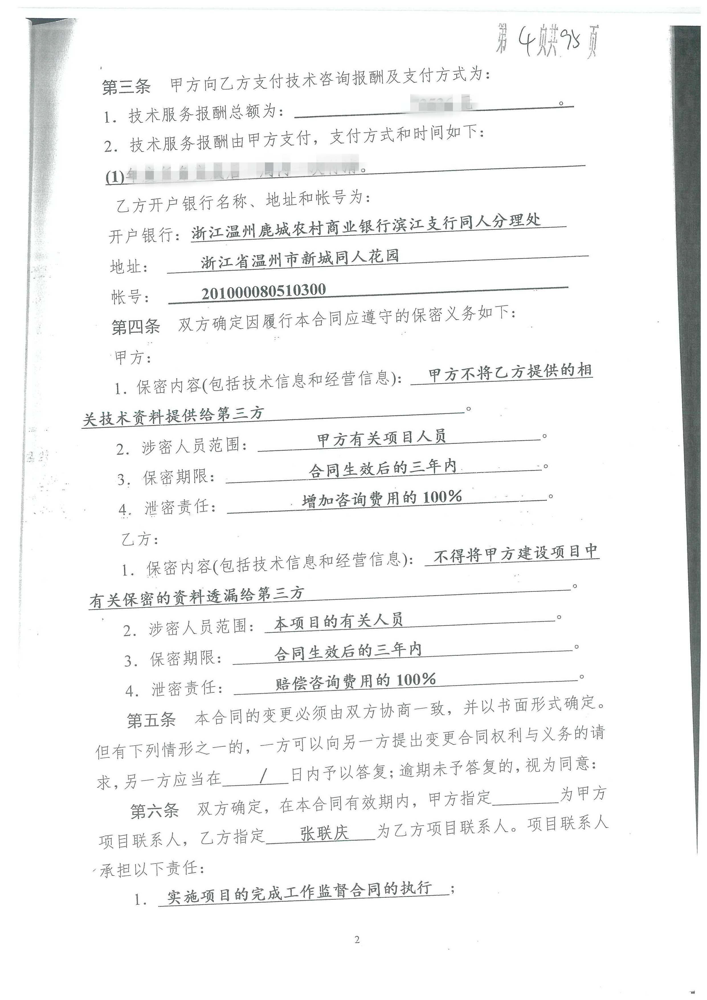 第 4 页共 95 页
第三条 甲方向乙方支付技术咨询报酬及支付方式为：
1. 技术服务报酬总额为： 元 。
2. 技术服务报酬由甲方支付，支付方式和时间如下：
(1) 。
乙方开户银行名称、地址和帐号为：
开户银行：浙江温州鹿城农村商业银行滨江支行同人分理处
地址： 浙江省温州市新城同人花园
帐号： 201000080510300
第四条 双方确定因履行本合同应遵守的保密义务如下：
甲方：
1. 保密内容(包括技术信息和经营信息)： 甲方不将乙方提供的相
关技术资料提供给第三方 。
2. 涉密人员范围： 甲方有关项目人员 。
3. 保密期限： 合同生效后的三年内 。
4. 泄密责任： 增加咨询费用的 100% 。
乙方：
1. 保密内容(包括技术信息和经营信息)： 不得将甲方建设项目中
有关保密的资料透漏给第三方 。
2. 涉密人员范围： 本项目的有关人员 。
3. 保密期限： 合同生效后的三年内 。
4. 泄密责任： 赔偿咨询费用的 100% 。
第五条 本合同的变更必须由双方协商一致，并以书面形式确定。
但有下列情形之一的，一方可以向另一方提出变更合同权利与义务的请
求，另一方应当在 / 日内予以答复；逾期未予答复的，视为同意：
第六条 双方确定，在本合同有效期内，甲方指定 为甲方
项目联系人，乙方指定 张联庆 为乙方项目联系人。项目联系人
承担以下责任：
1. 实施项目的完成工作监督合同的执行 ；
2